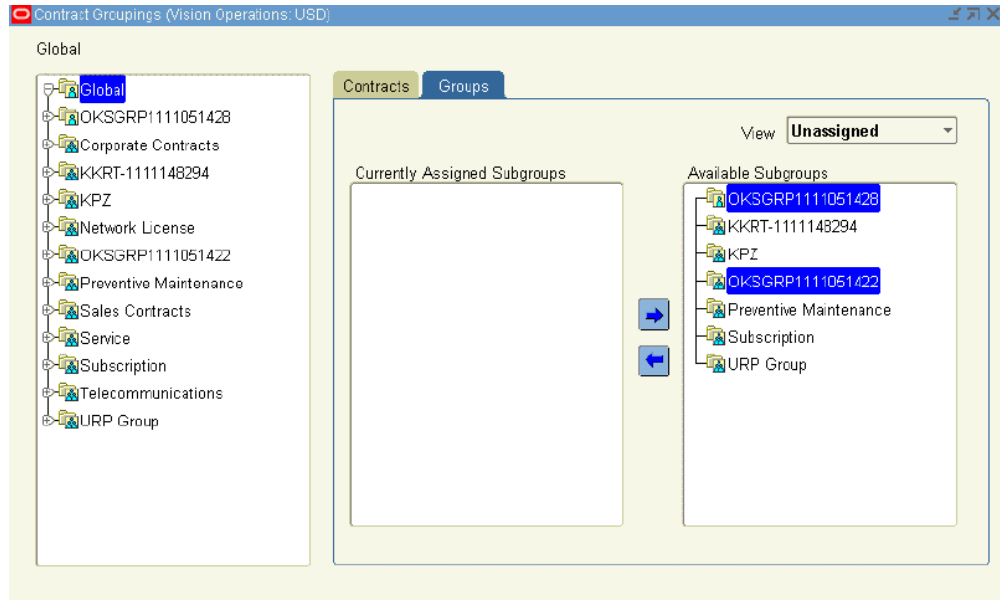 Contract Groupings (Vision Operations: USD)
Global
Global
OKSGRP1111051428
Corporate Contracts
KKRT-1111148294
KPZ
Network License
OKSGRP1111051422
Preventive Maintenance
Sales Contracts
Service
Subscription
Telecommunications
URP Group
Contracts
Groups
View Unassigned
Currently Assigned Subgroups
Available Subgroups
OKSGRP1111051428
KKRT-1111148294
KPZ
OKSGRP1111051422
Preventive Maintenance
Subscription
URP Group